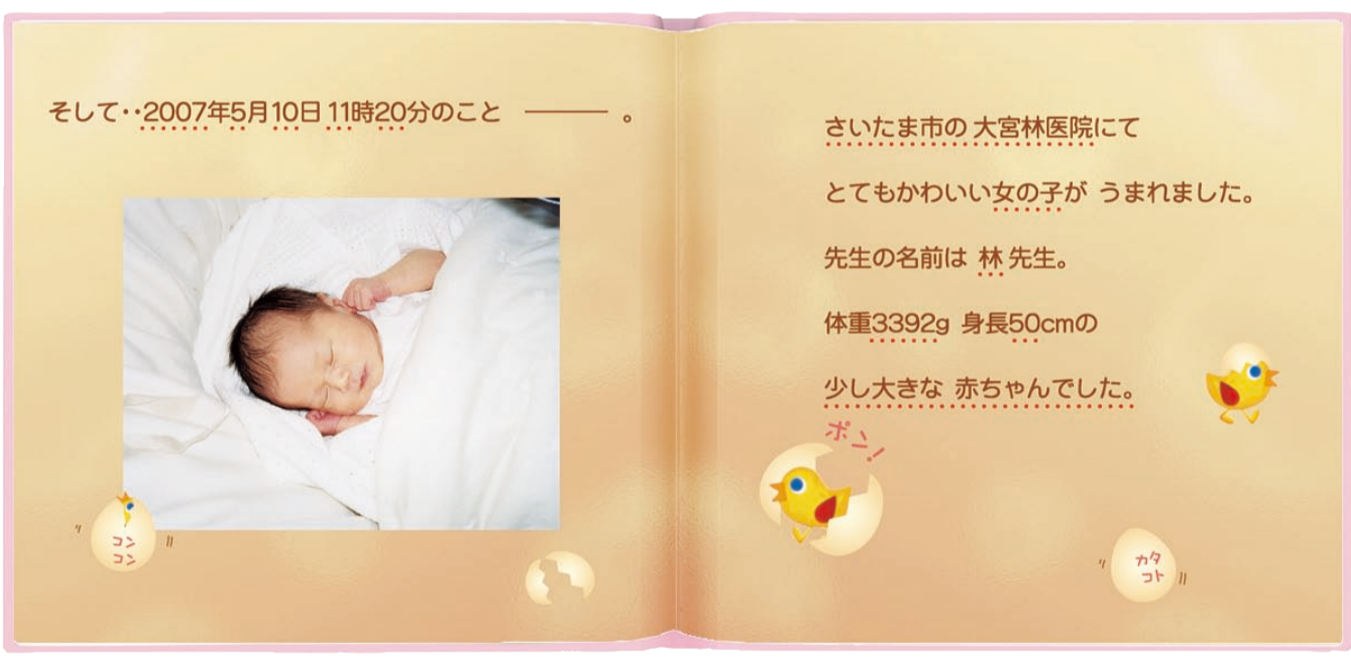 そして‥2007年5月10日 11時20分のこと ――― 。
コン
コン
さいたま市の 大宮林医院にて
とてもかわいい女の子が うまれました。
先生の名前は 林 先生。
体重3392g 身長50cmの
少し大きな 赤ちゃんでした。
ポン!
カタ
コト